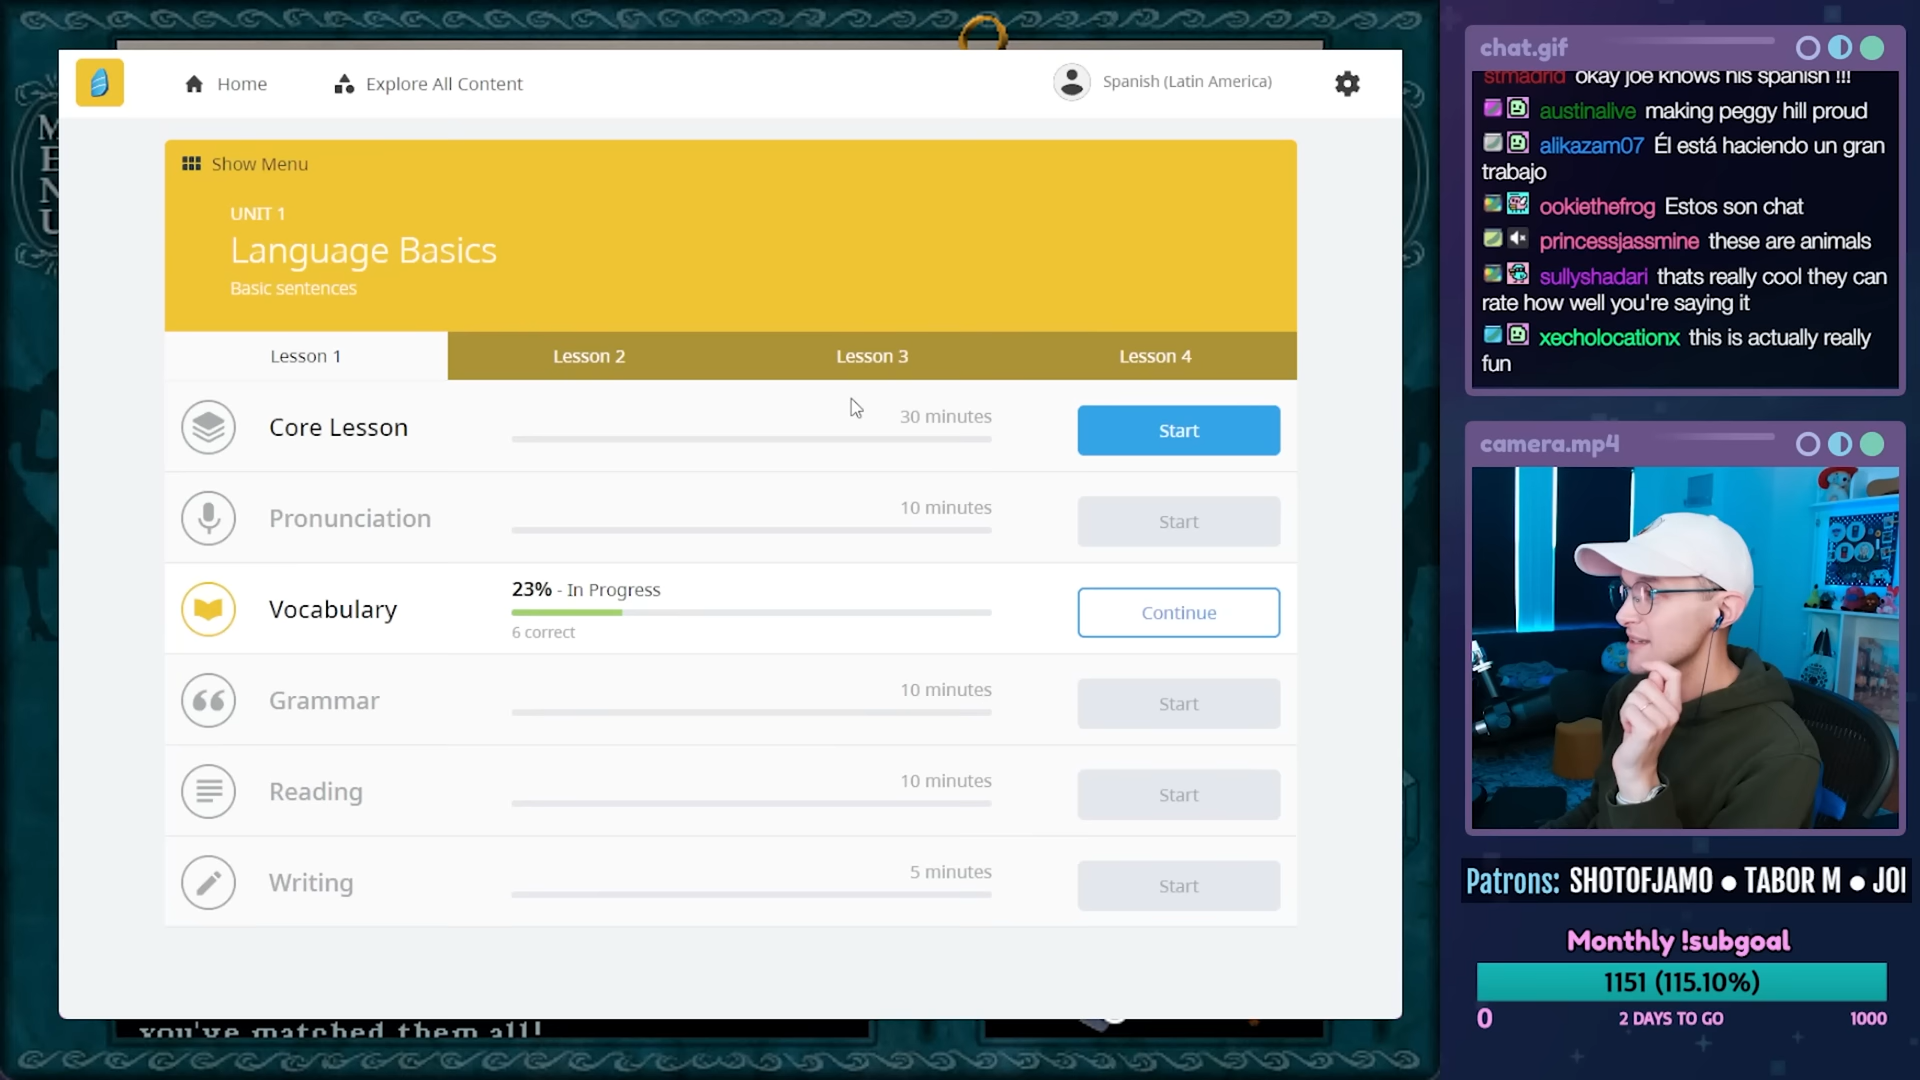 Home
Explore All Content
Spanish (Latin America)
Show Menu
UNIT 1
Language Basics
Basic sentences
Lesson 1
Lesson 2
Lesson 3
Lesson 4
Core Lesson
30 minutes
Start
Pronunciation
10 minutes
Start
Vocabulary
23% - In Progress
6 correct
Continue
Grammar
10 minutes
Start
Reading
10 minutes
Start
Writing
5 minutes
Start
MENU
you've matched them all!
chat.gif
stmadrid okay joe knows his spanish !!!
austinalive making peggy hill proud
alikazam07 Él está haciendo un gran
trabajo
ookiethefrog Estos son chat
princessjassmine these are animals
sullyshadari thats really cool they can
rate how well you're saying it
xecholocationx this is actually really
fun
camera.mp4
Patrons: SHOTOFJAMO ● TABOR M ● JOI
Monthly !subgoal
1151 (115.10%)
0
2 DAYS TO GO
1000